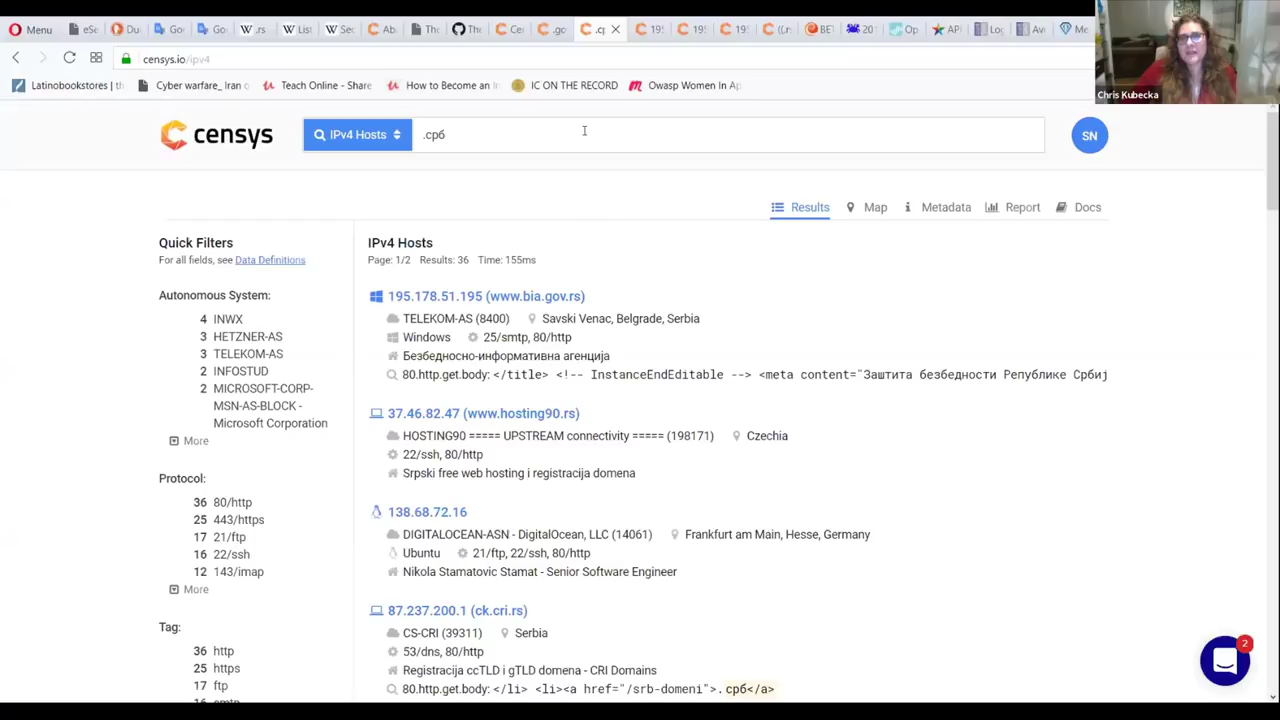 Menu
censys.io/ipv4
Latinobookstores | th
Cyber warfare_ Iran o
Teach Online - Share
How to Become an In
IC ON THE RECORD
Owasp Women In Ap
Chris Kubecka
censys
IPv4 Hosts
.срб
SN
Results
Map
Metadata
Report
Docs
Quick Filters
For all fields, see Data Definitions
Autonomous System:
4 INWX
3 HETZNER-AS
3 TELEKOM-AS
2 INFOSTUD
2 MICROSOFT-CORP-
MSN-AS-BLOCK -
Microsoft Corporation
More
Protocol:
36 80/http
25 443/https
17 21/ftp
16 22/ssh
12 143/imap
More
Tag:
36 http
25 https
17 ftp
IPv4 Hosts
Page: 1/2 Results: 36 Time: 155ms
195.178.51.195 (www.bia.gov.rs)
TELEKOM-AS (8400) Savski Venac, Belgrade, Serbia
Windows 25/smtp, 80/http
Безбедносно-информативна агенција
80.http.get.body: </title> <!-- InstanceEndEditable --> <meta content="Заштита безбедности Републике Србиј
37.46.82.47 (www.hosting90.rs)
HOSTING90 ===== UPSTREAM connectivity ===== (198171) Czechia
22/ssh, 80/http
Srpski free web hosting i registracija domena
138.68.72.16
DIGITALOCEAN-ASN - DigitalOcean, LLC (14061) Frankfurt am Main, Hesse, Germany
Ubuntu 21/ftp, 22/ssh, 80/http
Nikola Stamatovic Stamat - Senior Software Engineer
87.237.200.1 (ck.cri.rs)
CS-CRI (39311) Serbia
53/dns, 80/http
Registracija ccTLD i gTLD domena - CRI Domains
80.http.get.body: </li> <li><a href="/srb-domeni">.срб</a>
2